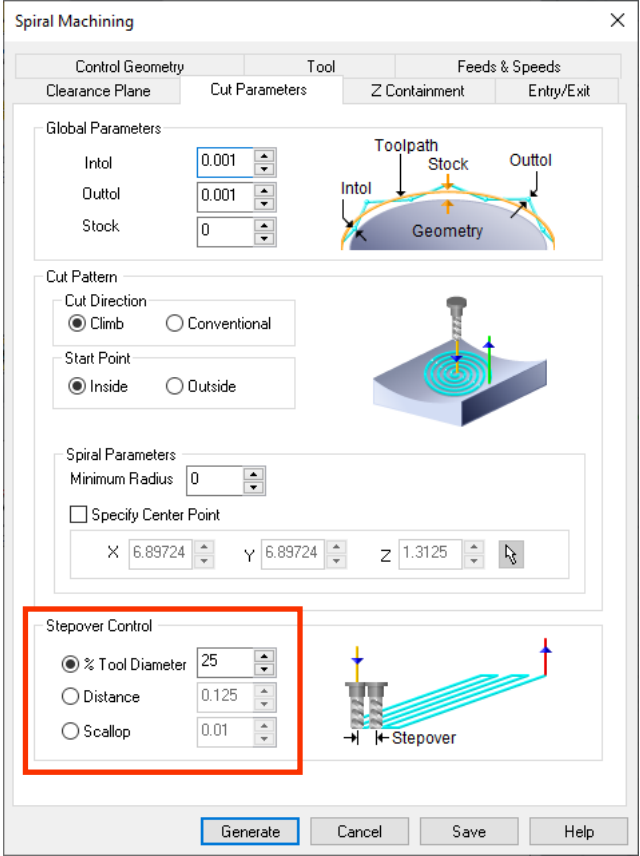 Spiral Machining
Control Geometry Tool Feeds & Speeds
Clearance Plane Cut Parameters Z Containment Entry/Exit
Global Parameters
Intol 0.001
Outtol 0.001
Stock 0
Toolpath
Stock
Outtol
Intol
Geometry
Cut Pattern
Cut Direction
Climb Conventional
Start Point
Inside Outside
Spiral Parameters
Minimum Radius 0
Specify Center Point
X 6.89724 Y 6.89724 Z 1.3125
Stepover Control
% Tool Diameter 25
Distance 0.125
Scallop 0.01
Stepover
Generate Cancel Save Help